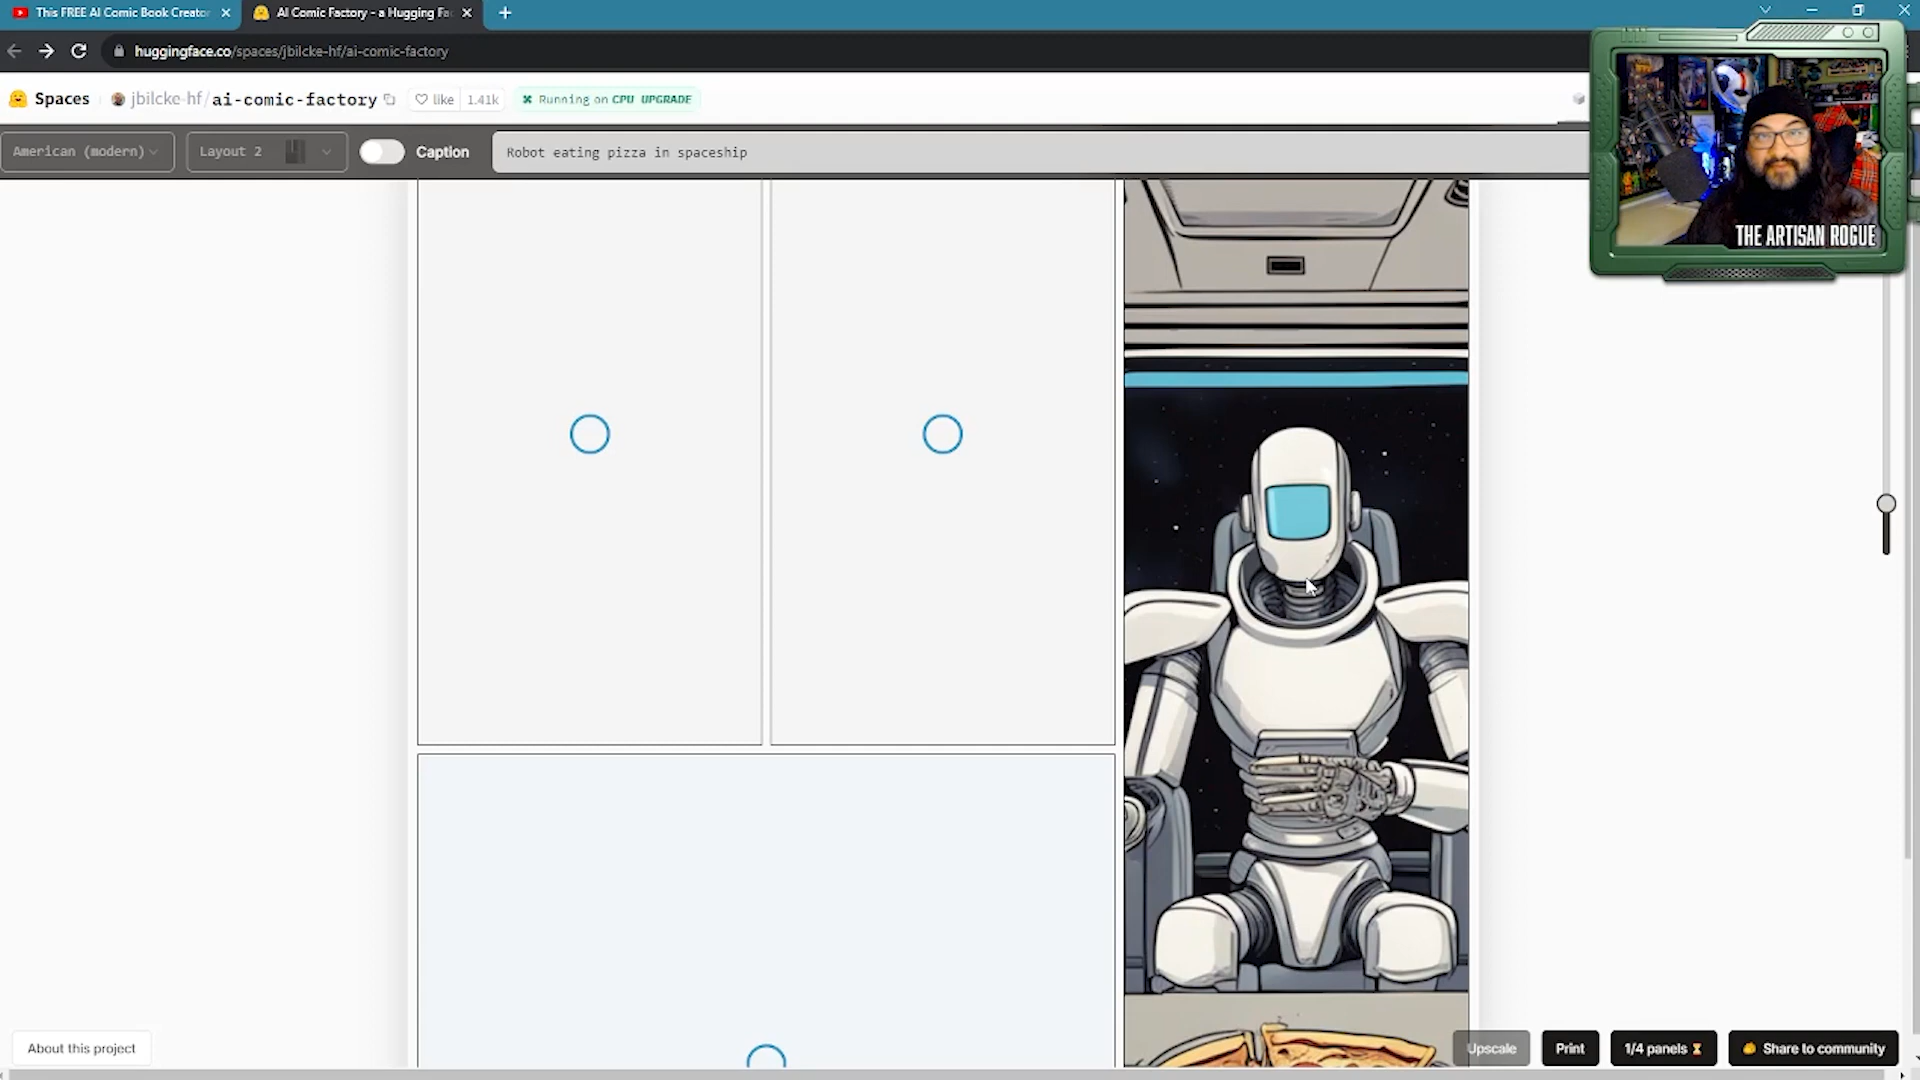 This FREE AI Comic Book Creator
AI Comic Factory - a Hugging Fa
huggingface.co/spaces/jbilcke-hf/ai-comic-factory
Spaces
jbilcke-hf/ai-comic-factory
like
1.41k
Running on CPU UPGRADE
American (modern)
Layout 2
Caption
Robot eating pizza in spaceship
THE ARTISAN ROGUE
About this project
Upscale
Print
1/4 panels
Share to community